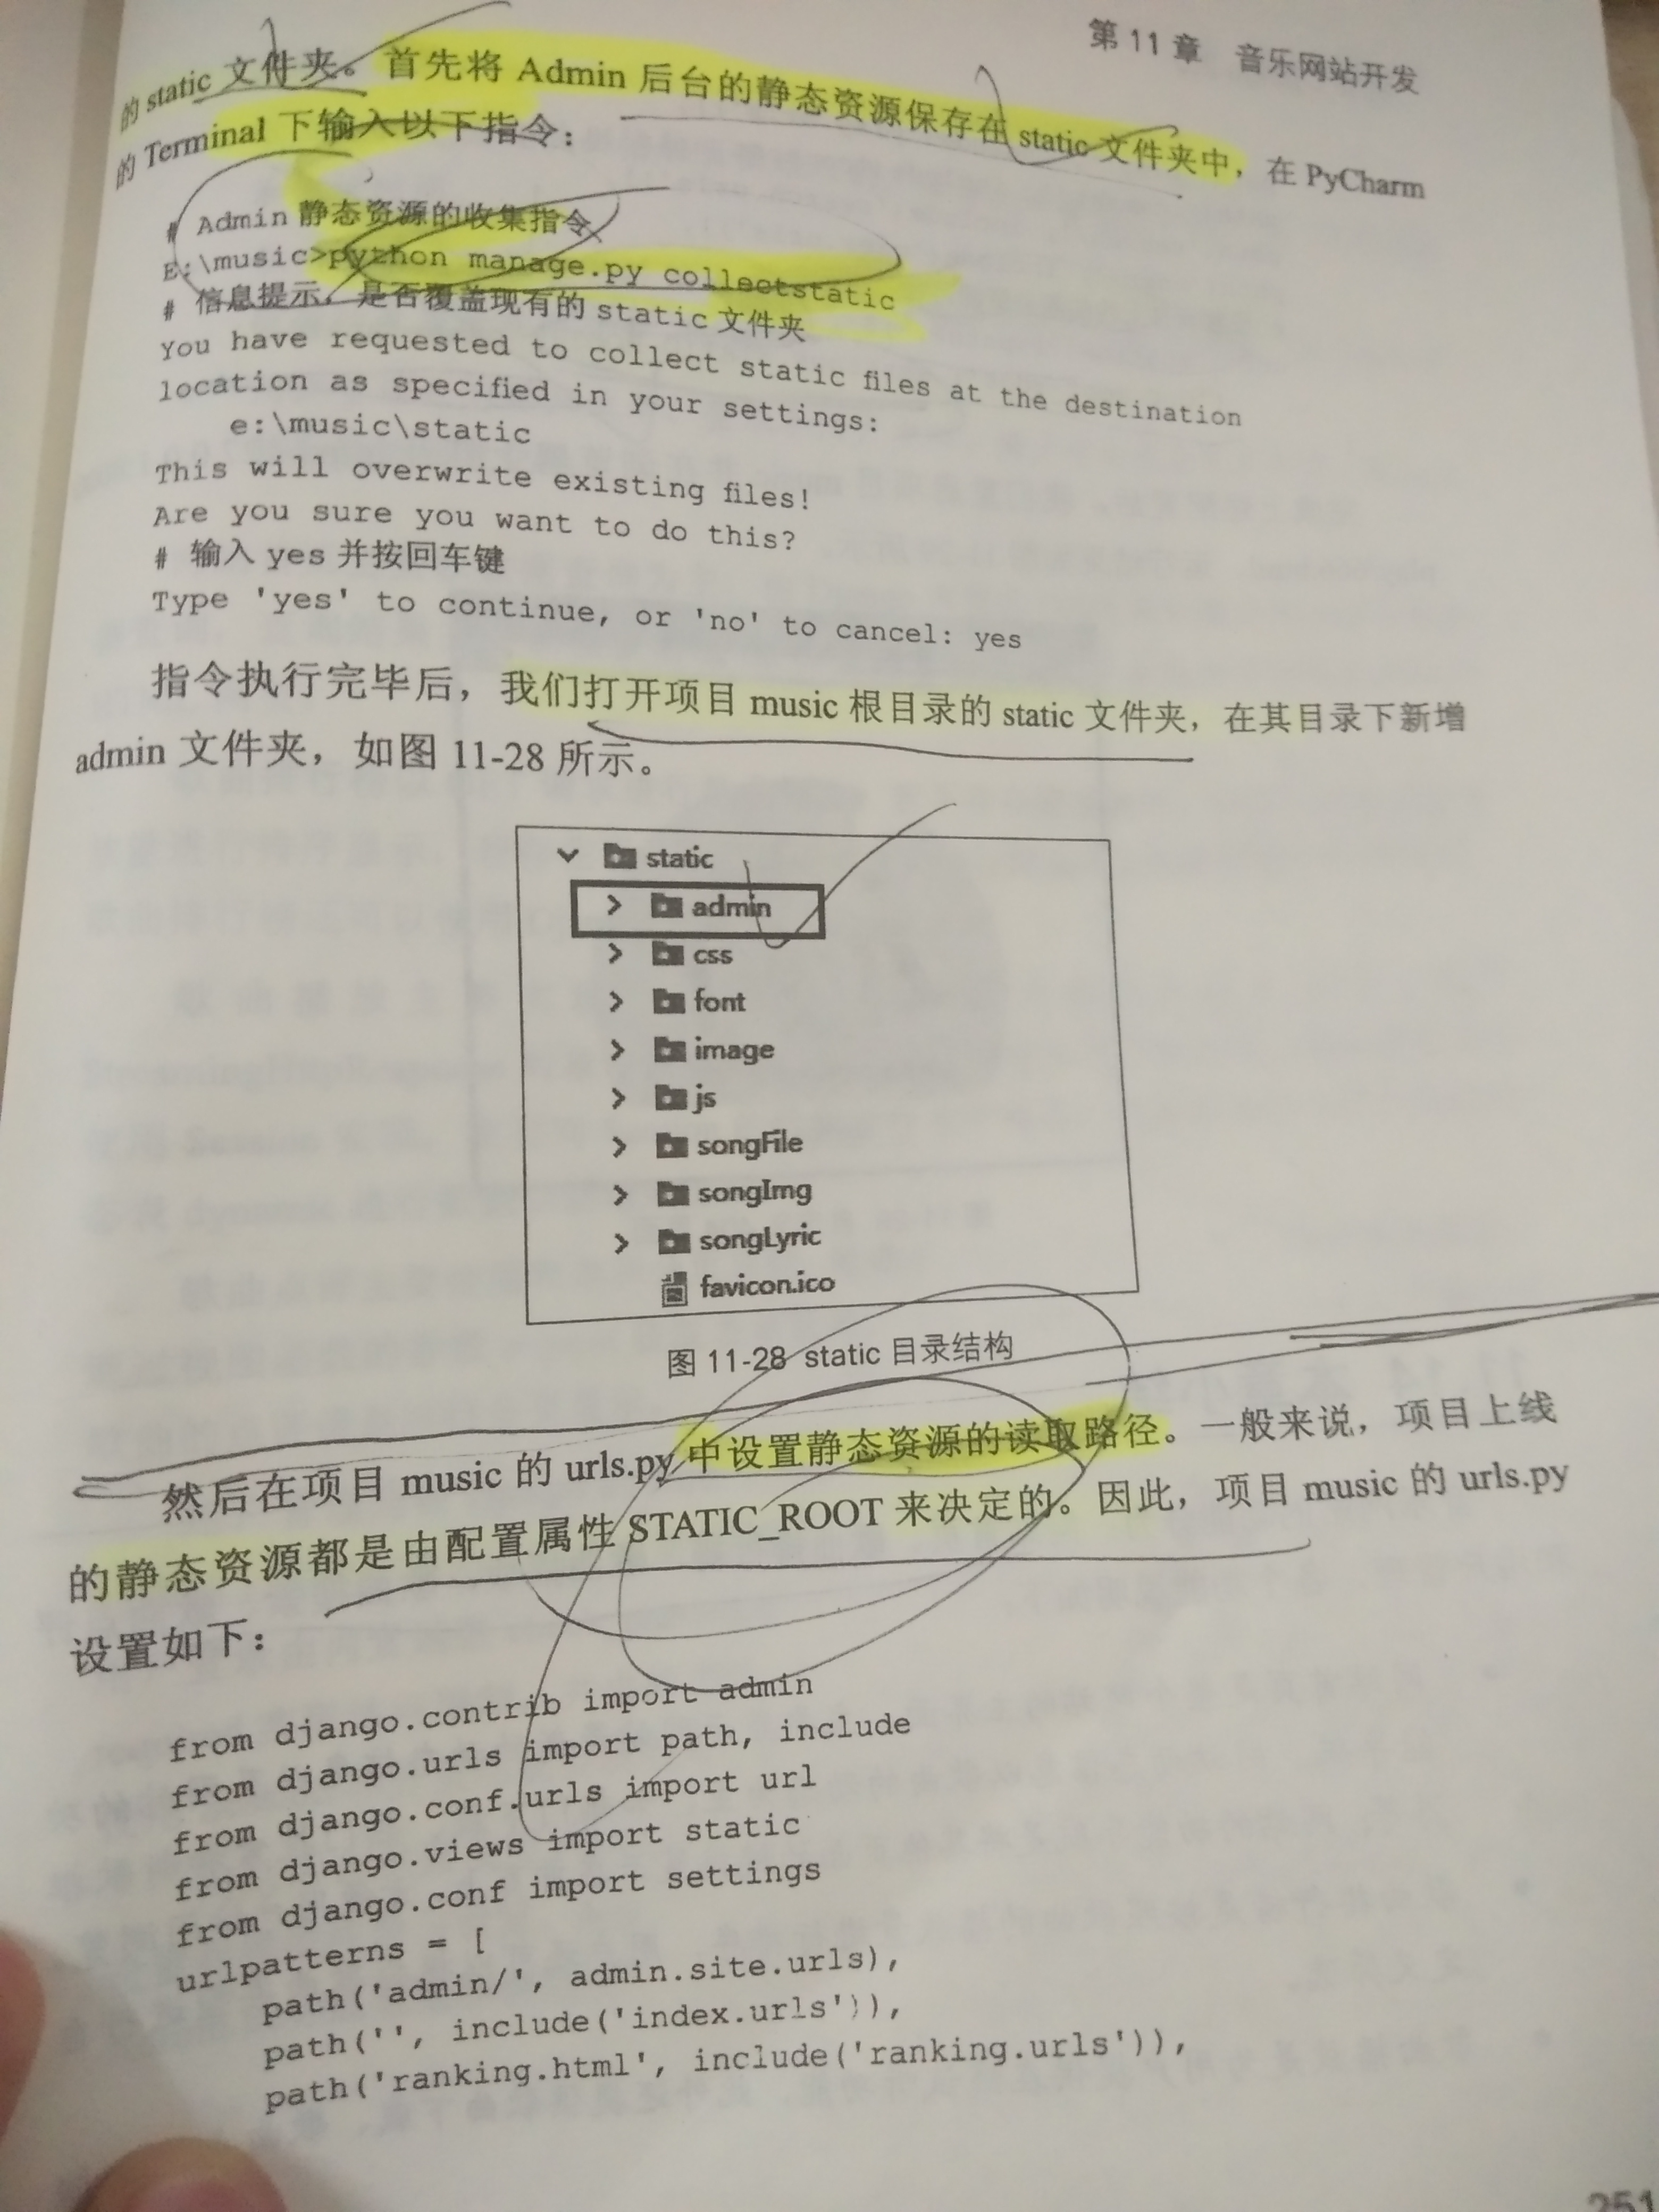 第 11 章 音乐网站开发
的 static 文件夹。首先将 Admin 后台的静态资源保存在 static 文件夹中，在 PyCharm
的 Terminal 下输入以下指令：
# Admin 静态资源的收集指令
E:\music>python manage.py collectstatic
# 信息提示，是否覆盖现有的 static 文件夹
You have requested to collect static files at the destination
location as specified in your settings:
e:\music\static
This will overwrite existing files!
Are you sure you want to do this?
# 输入 yes 并按回车键
Type 'yes' to continue, or 'no' to cancel: yes
指令执行完毕后，我们打开项目 music 根目录的 static 文件夹，在其目录下新增
admin 文件夹，如图 11-28 所示。
static
admin
css
font
image
js
songFile
songImg
songLyric
favicon.ico
图 11-28 static 目录结构
然后在项目 music 的 urls.py 中设置静态资源的读取路径。一般来说，项目上线
的静态资源都是由配置属性 STATIC_ROOT 来决定的。因此，项目 music 的 urls.py
设置如下：
from django.contrib import admin
from django.urls import path, include
from django.conf.urls import url
from django.views import static
from django.conf import settings
urlpatterns = [
path('admin/', admin.site.urls),
path('', include('index.urls')),
path('ranking.html', include('ranking.urls')),
251